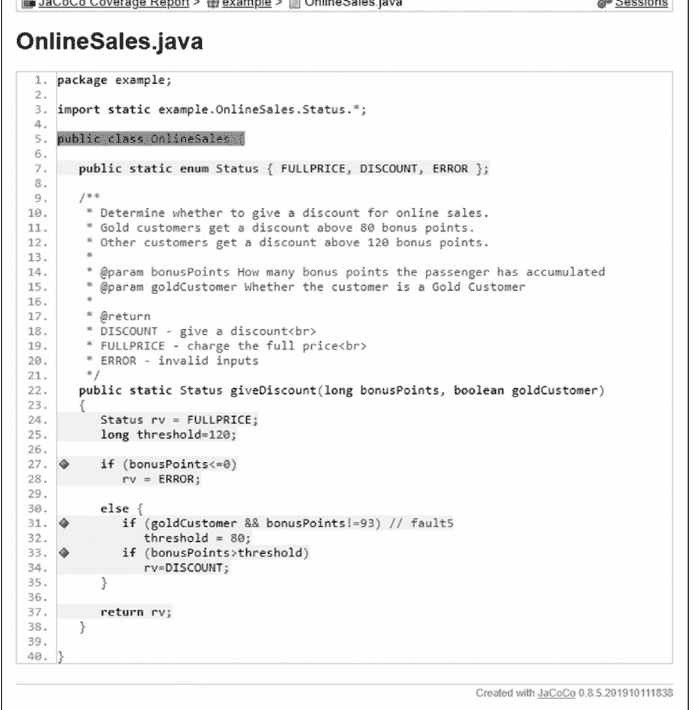 JaCoCo Coverage Report > example > OnlineSales.java Sessions
OnlineSales.java
1. package example;
2.
3. import static example.OnlineSales.Status.*;
4.
5. public class OnlineSales {
6.
7. public static enum Status { FULLPRICE, DISCOUNT, ERROR };
8.
9. /**
10. * Determine whether to give a discount for online sales.
11. * Gold customers get a discount above 80 bonus points.
12. * Other customers get a discount above 120 bonus points.
13. *
14. * @param bonusPoints How many bonus points the passenger has accumulated
15. * @param goldCustomer Whether the customer is a Gold Customer
16. *
17. * @return
18. * DISCOUNT - give a discount<br>
19. * FULLPRICE - charge the full price<br>
20. * ERROR - invalid inputs
21. */
22. public static Status giveDiscount(long bonusPoints, boolean goldCustomer)
23. {
24. Status rv = FULLPRICE;
25. long threshold=120;
26.
27. if (bonusPoints<=0)
28. rv = ERROR;
29.
30. else {
31. if (goldCustomer && bonusPoints!=93) // fault5
32. threshold = 80;
33. if (bonusPoints>threshold)
34. rv=DISCOUNT;
35. }
36.
37. return rv;
38. }
39.
40. }
Created with JaCoCo 0.8.5.201910111838